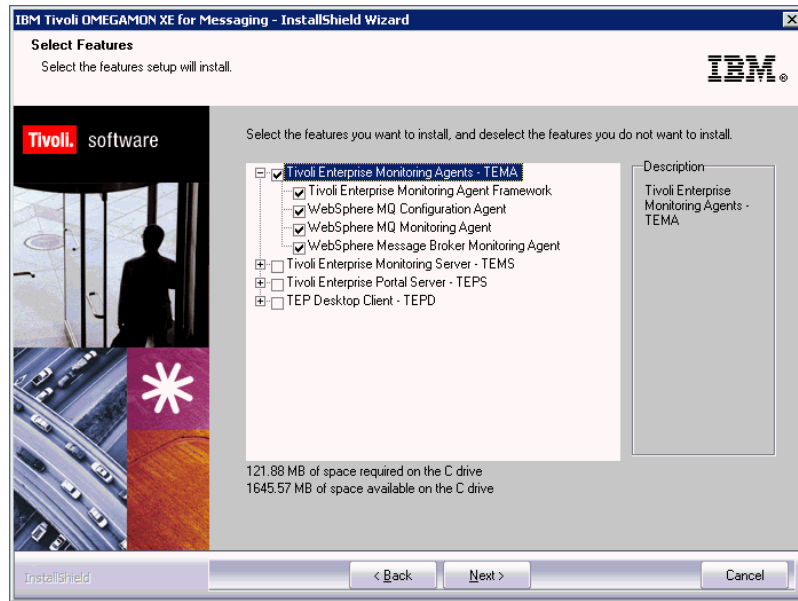 IBM Tivoli OMEGAMON XE for Messaging - InstallShield Wizard
Select Features
Select the features setup will install.
IBM®
Tivoli. software
Select the features you want to install, and deselect the features you do not want to install.
Tivoli Enterprise Monitoring Agents - TEMA
Tivoli Enterprise Monitoring Agent Framework
WebSphere MQ Configuration Agent
WebSphere MQ Monitoring Agent
WebSphere Message Broker Monitoring Agent
Tivoli Enterprise Monitoring Server - TEMS
Tivoli Enterprise Portal Server - TEPS
TEP Desktop Client - TEPD
Description
Tivoli Enterprise
Monitoring Agents -
TEMA
121.88 MB of space required on the C drive
1645.57 MB of space available on the C drive
InstallShield
< Back
Next >
Cancel